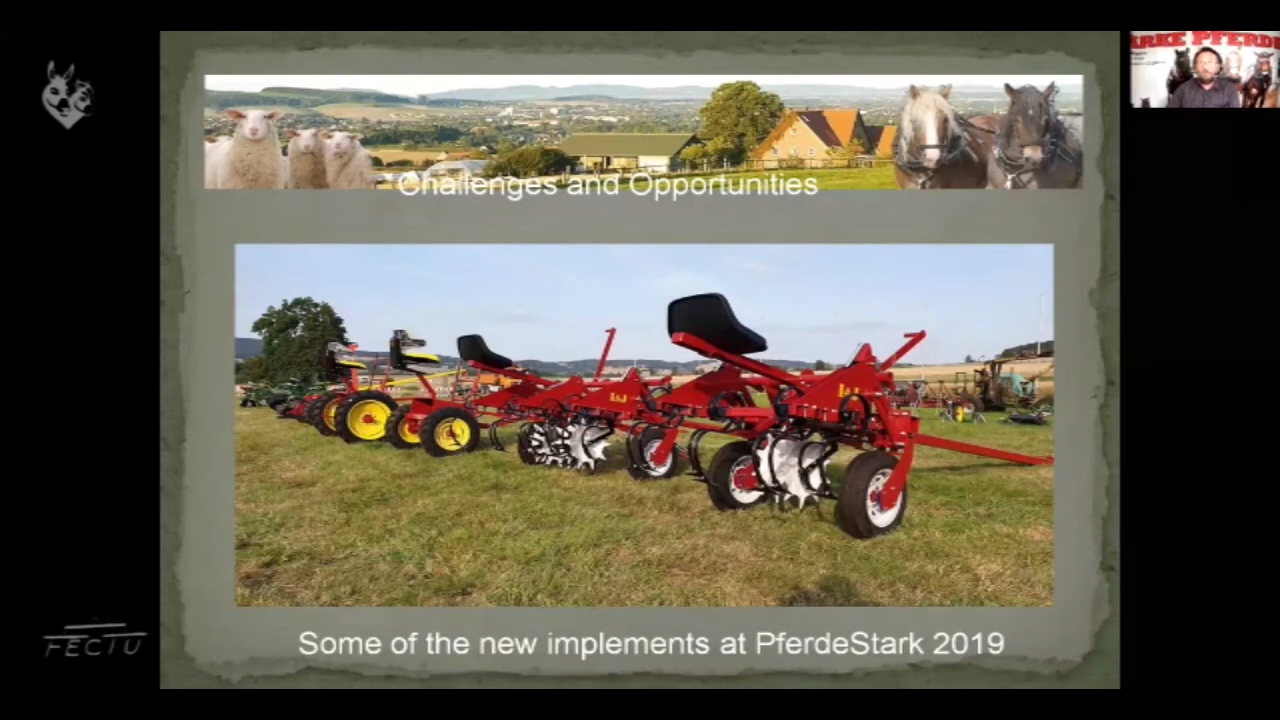 Challenges and Opportunities
Some of the new implements at PferdeStark 2019
FECTU